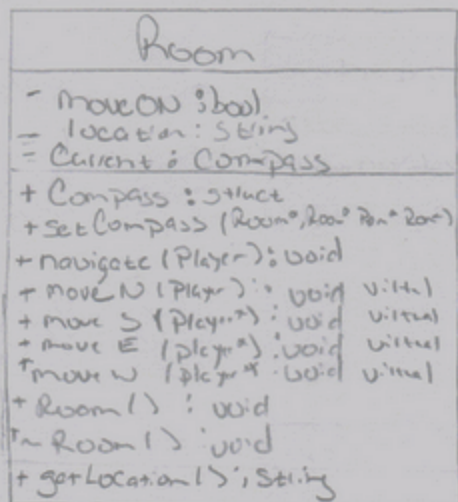 Room
- moveON : bool
- location : String
- Current : Compass
+ Compass : struct
+ setCompass (Room*, Room* Room* Room*)
+ navigate (Player) : void
+ move N (Player) : void virtual
+ move S (Player*) : void virtual
+ move E (Player*) : void virtual
+ move W (Player* : void virtual
+ Room() : void
+ ~ Room() : void
+ getLocation() : String